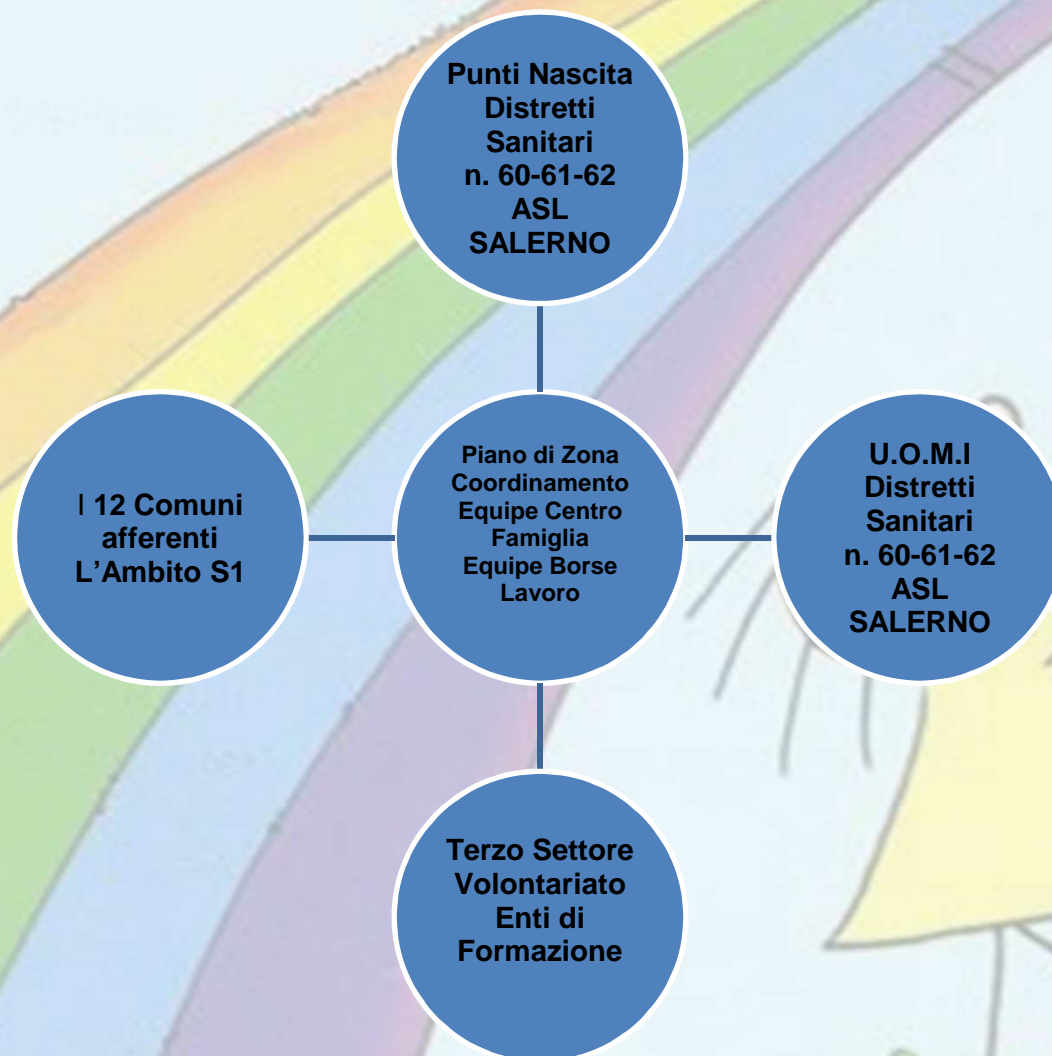 Punti Nascita
Distretti
Sanitari
n. 60-61-62
ASL
SALERNO
I 12 Comuni
afferenti
L'Ambito S1
Piano di Zona
Coordinamento
Equipe Centro
Famiglia
Equipe Borse
Lavoro
U.O.M.I
Distretti
Sanitari
n. 60-61-62
ASL
SALERNO
Terzo Settore
Volontariato
Enti di
Formazione